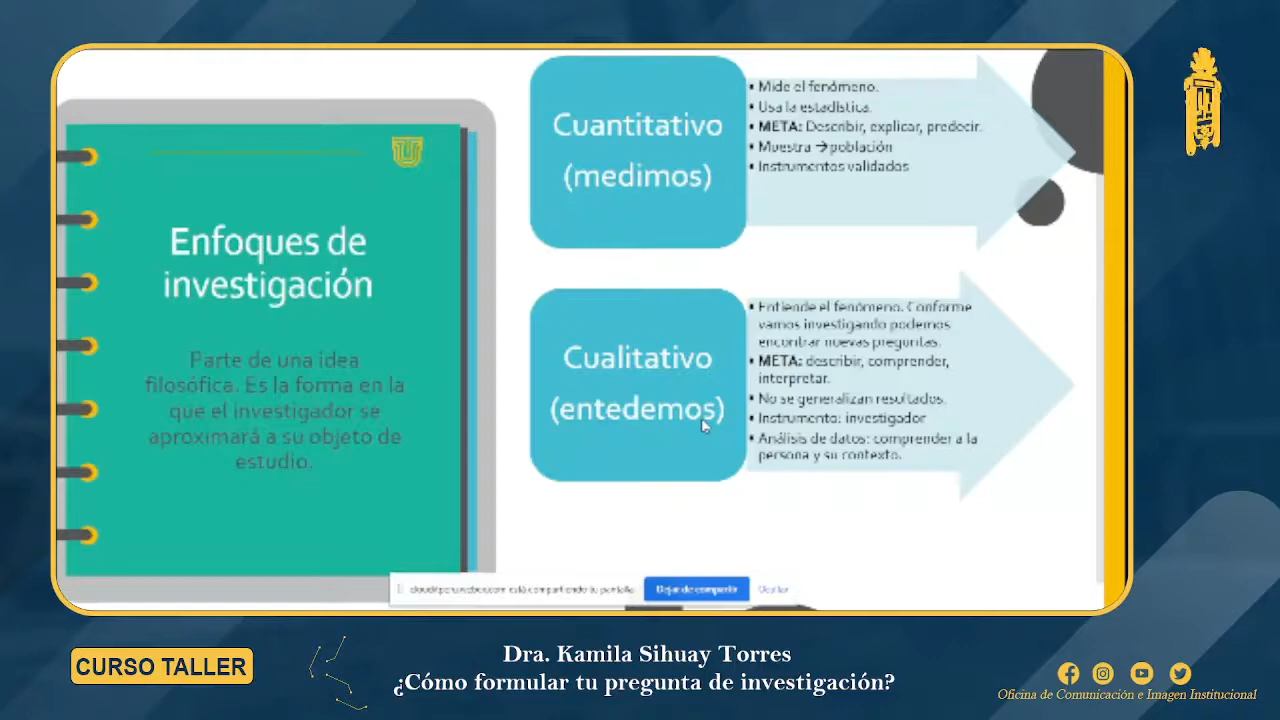 Enfoques de
investigación
Parte de una idea
filosófica. Es la forma en la
que el investigador se
aproximará a su objeto de
estudio.
Cuantitativo
(medimos)
• Mide el fenómeno.
• Usa la estadística.
• META: Describir, explicar, predecir.
• Muestra →población
• Instrumentos validados
Cualitativo
(entedemos)
• Entiende el fenómeno. Conforme
vamos investigando podemos
encontrar nuevas preguntas.
• META: describir, comprender,
interpretar.
• No se generalizan resultados.
• Instrumento: investigador
• Análisis de datos: comprender a la
persona y su contexto.
está compartiendo tu pantalla.
Dejar de compartir
Ocultar
CURSO TALLER
Dra. Kamila Sihuay Torres
¿Cómo formular tu pregunta de investigación?
Oficina de Comunicación e Imagen Institucional